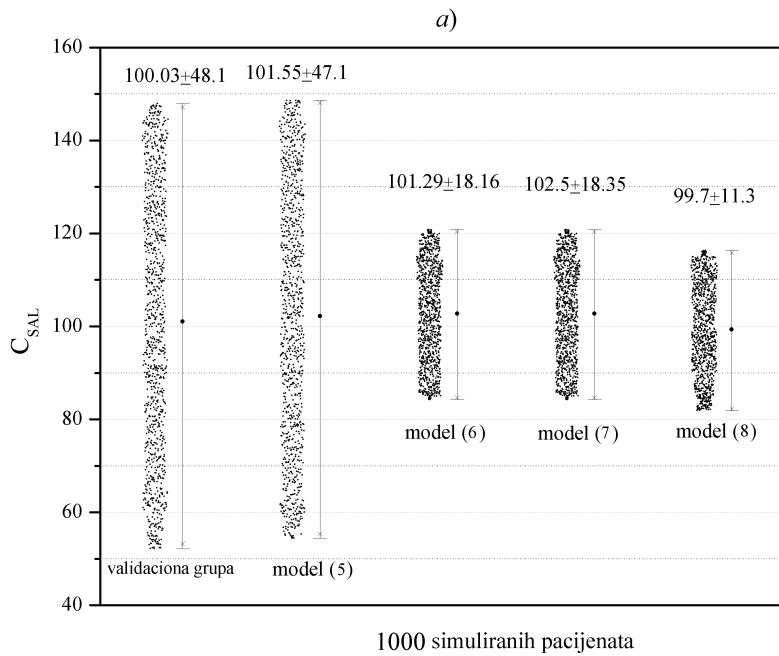 a)
160
140
120
100
80
60
40
C_SAL
100.03±48.1
101.55±47.1
101.29±18.16
102.5±18.35
99.7±11.3
validaciona grupa
model (5)
model (6)
model (7)
model (8)
1000 simuliranih pacijenata